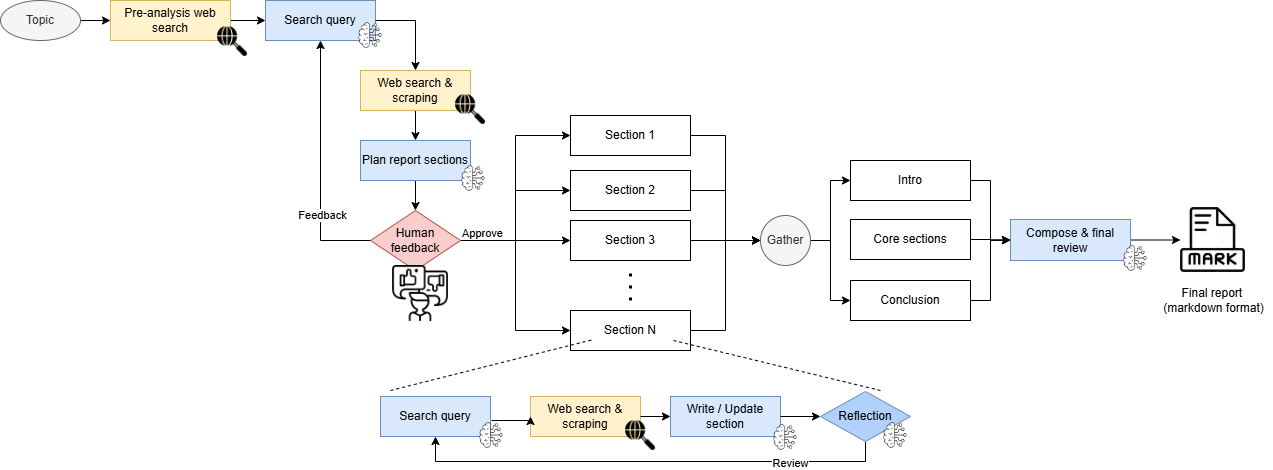 Topic
Pre-analysis web
search
Search query
Web search &
scraping
Plan report sections
Feedback
Human
feedback
Approve
Section 1
Section 2
Section 3
Section N
Gather
Intro
Core sections
Conclusion
Compose & final
review
MARK
Final report
(markdown format)
Search query
Web search &
scraping
Write / Update
section
Reflection
Review